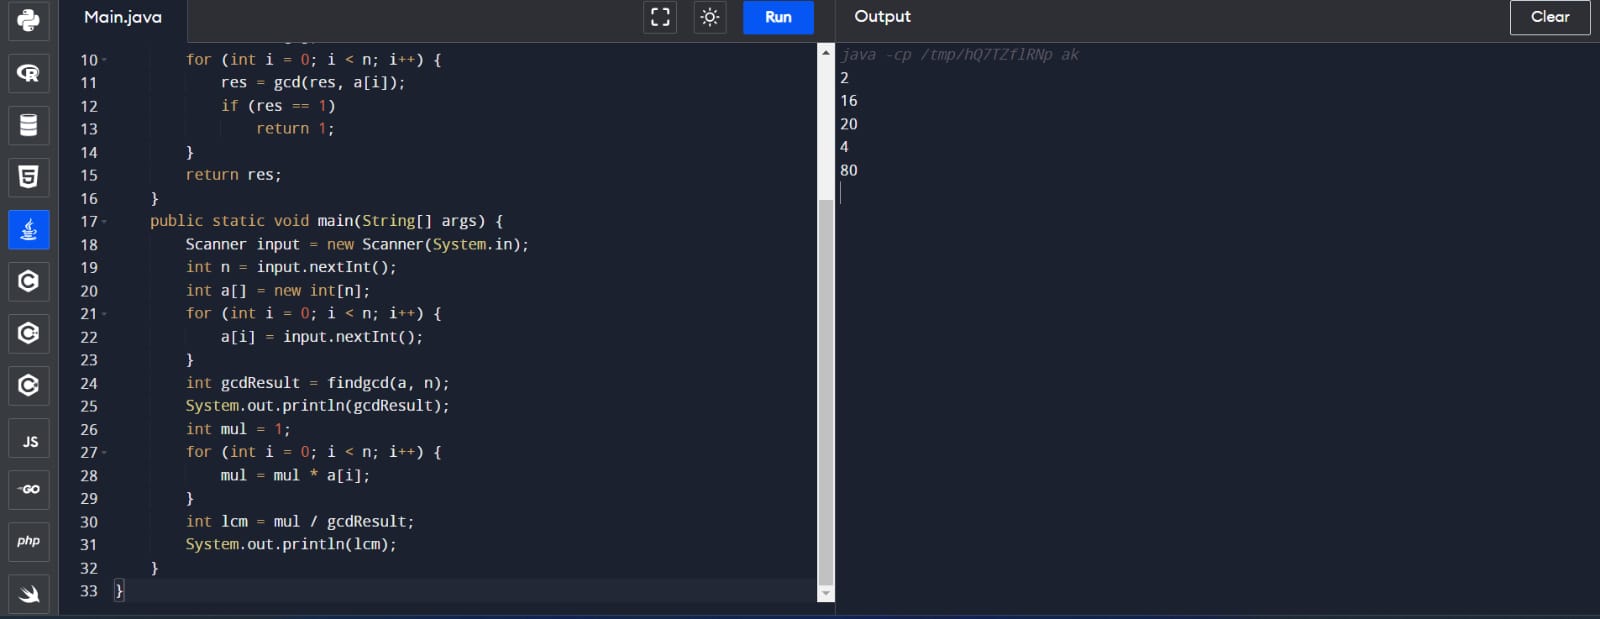 Main.java
Run
Output
Clear
10 for (int i = 0; i < n; i++) {
11 res = gcd(res, a[i]);
12 if (res == 1)
13 return 1;
14 }
15 return res;
16 }
17 public static void main(String[] args) {
18 Scanner input = new Scanner(System.in);
19 int n = input.nextInt();
20 int a[] = new int[n];
21 for (int i = 0; i < n; i++) {
22 a[i] = input.nextInt();
23 }
24 int gcdResult = findgcd(a, n);
25 System.out.println(gcdResult);
26 int mul = 1;
27 for (int i = 0; i < n; i++) {
28 mul = mul * a[i];
29 }
30 int lcm = mul / gcdResult;
31 System.out.println(lcm);
32 }
33 }
java -cp /tmp/hQ7TZflRNp ak
2
16
20
4
80
R
5
C
C
C
JS
GO
php